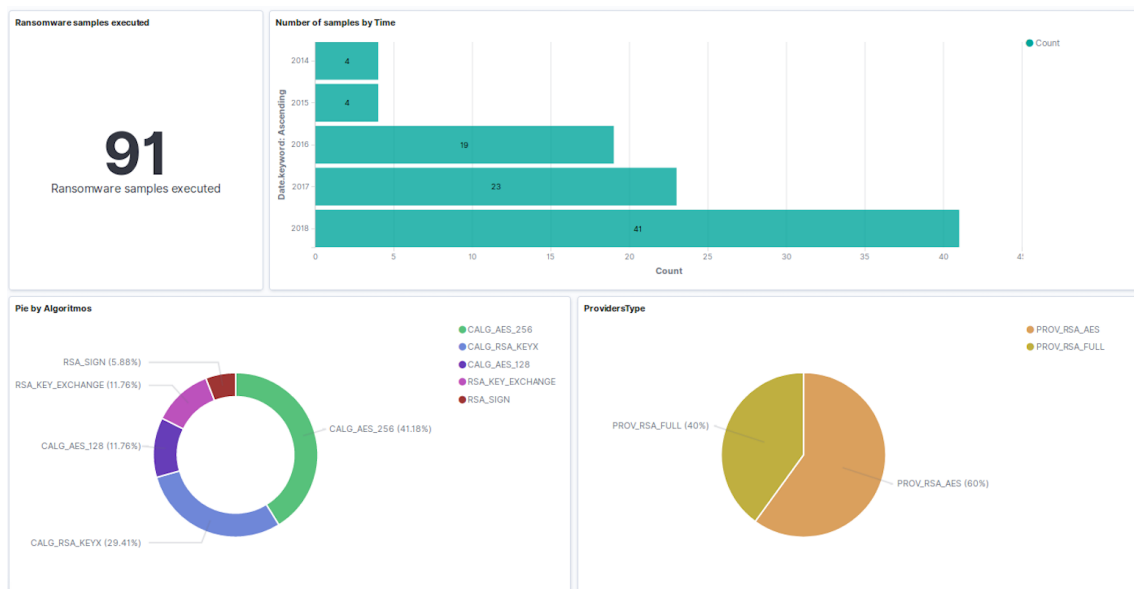 Ransomware samples executed
91
Ransomware samples executed
Number of samples by Time
Count
Date.keyword: Ascending
2014
4
2015
4
2016
19
2017
23
2018
41
0 5 10 15 20 25 30 35 40
Count
Pie by Algoritmos
CALG_AES_256
CALG_RSA_KEYX
CALG_AES_128
RSA_KEY_EXCHANGE
RSA_SIGN
RSA_SIGN (5.88%)
RSA_KEY_EXCHANGE (11.76%)
CALG_AES_256 (41.18%)
CALG_AES_128 (11.76%)
CALG_RSA_KEYX (29.41%)
ProvidersType
PROV_RSA_AES
PROV_RSA_FULL
PROV_RSA_FULL (40%)
PROV_RSA_AES (60%)